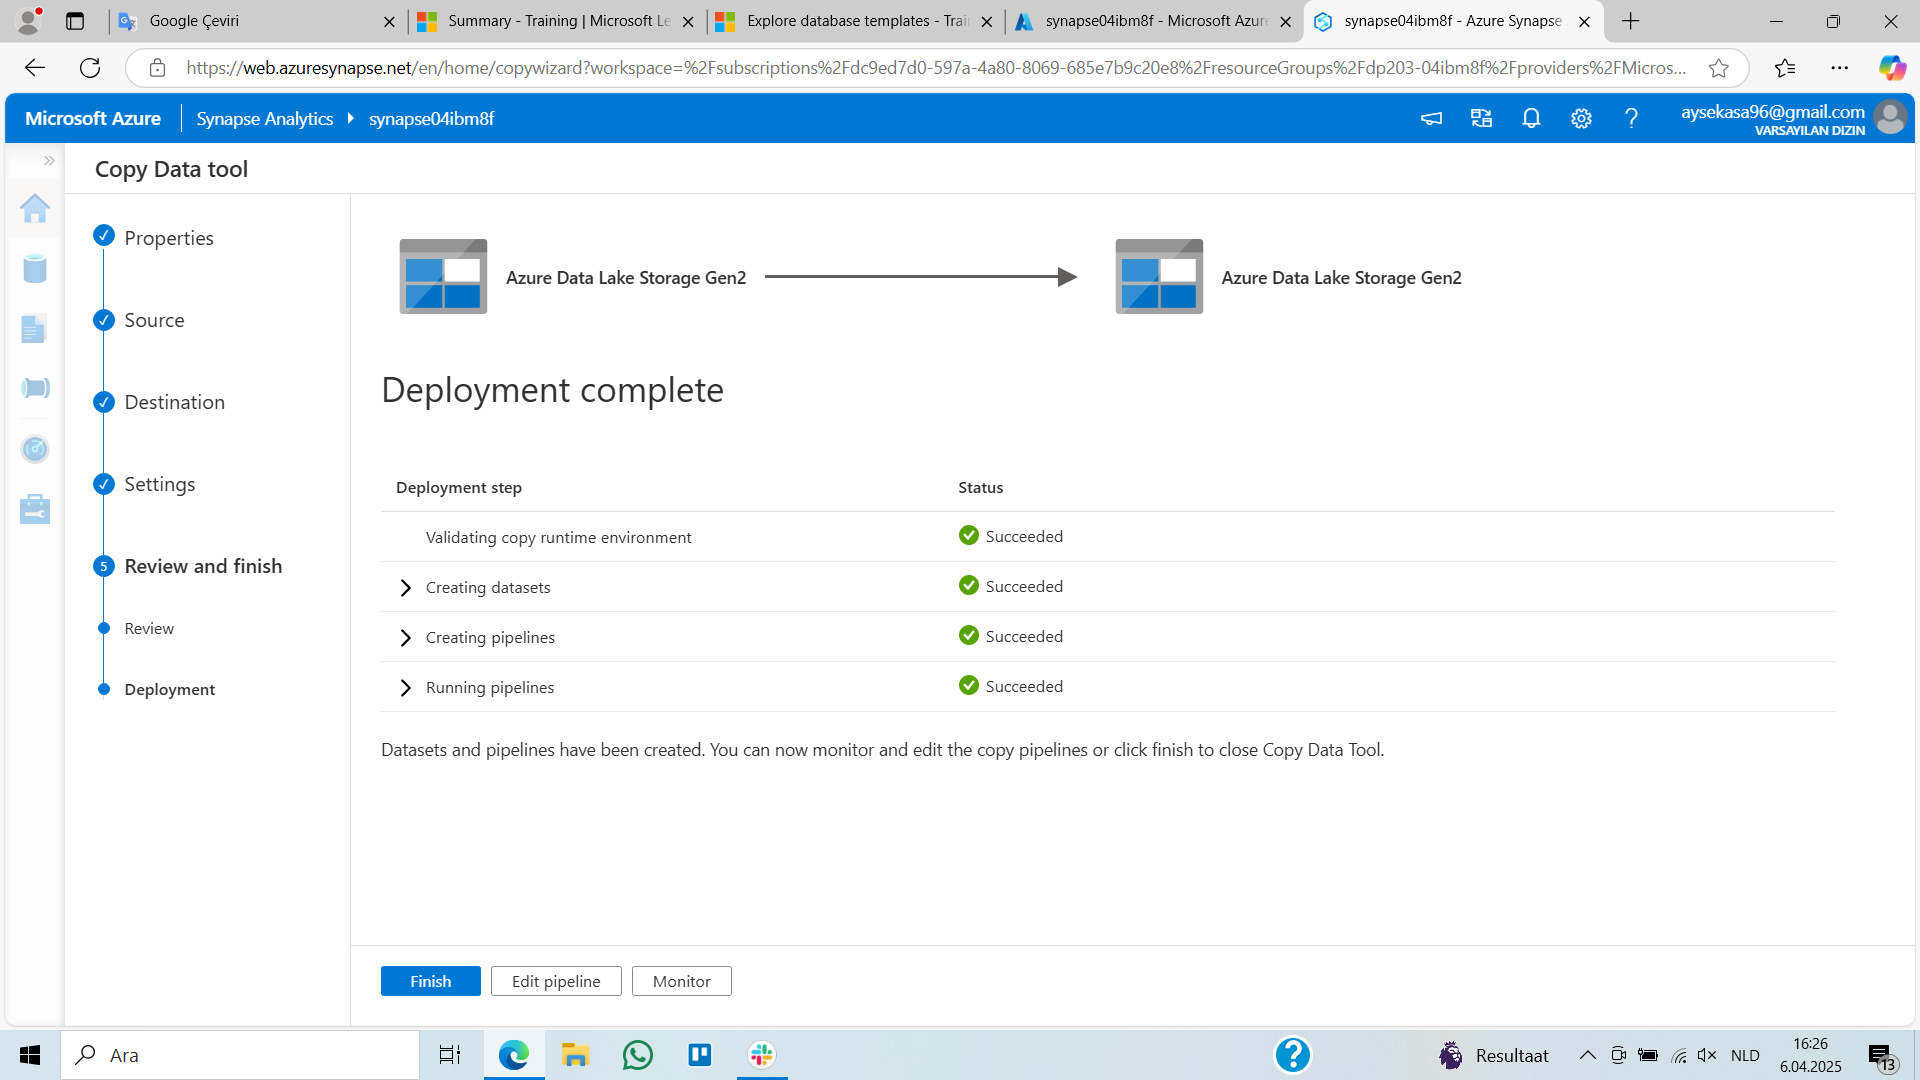 Google Çeviri
Summary - Training | Microsoft Le
Explore database templates - Trai
synapse04ibm8f - Microsoft Azure
synapse04ibm8f - Azure Synapse
https://web.azuresynapse.net/en/home/copywizard?workspace=%2Fsubscriptions%2Fdc9ed7d0-597a-4a80-8069-685e7b9c20e8%2FresourceGroups%2Fdp203-04ibm8f%2Fproviders%2FMicros...
Microsoft Azure
Synapse Analytics
synapse04ibm8f
aysekasa96@gmail.com
VARSAYILAN DIZIN
Copy Data tool
Properties
Source
Destination
Settings
5
Review and finish
Review
Deployment
Azure Data Lake Storage Gen2
Azure Data Lake Storage Gen2
Deployment complete
Deployment step Status
Validating copy runtime environment Succeeded
Creating datasets Succeeded
Creating pipelines Succeeded
Running pipelines Succeeded
Datasets and pipelines have been created. You can now monitor and edit the copy pipelines or click finish to close Copy Data Tool.
Finish
Edit pipeline
Monitor
Ara
Resultaat
NLD
16:26
6.04.2025
13